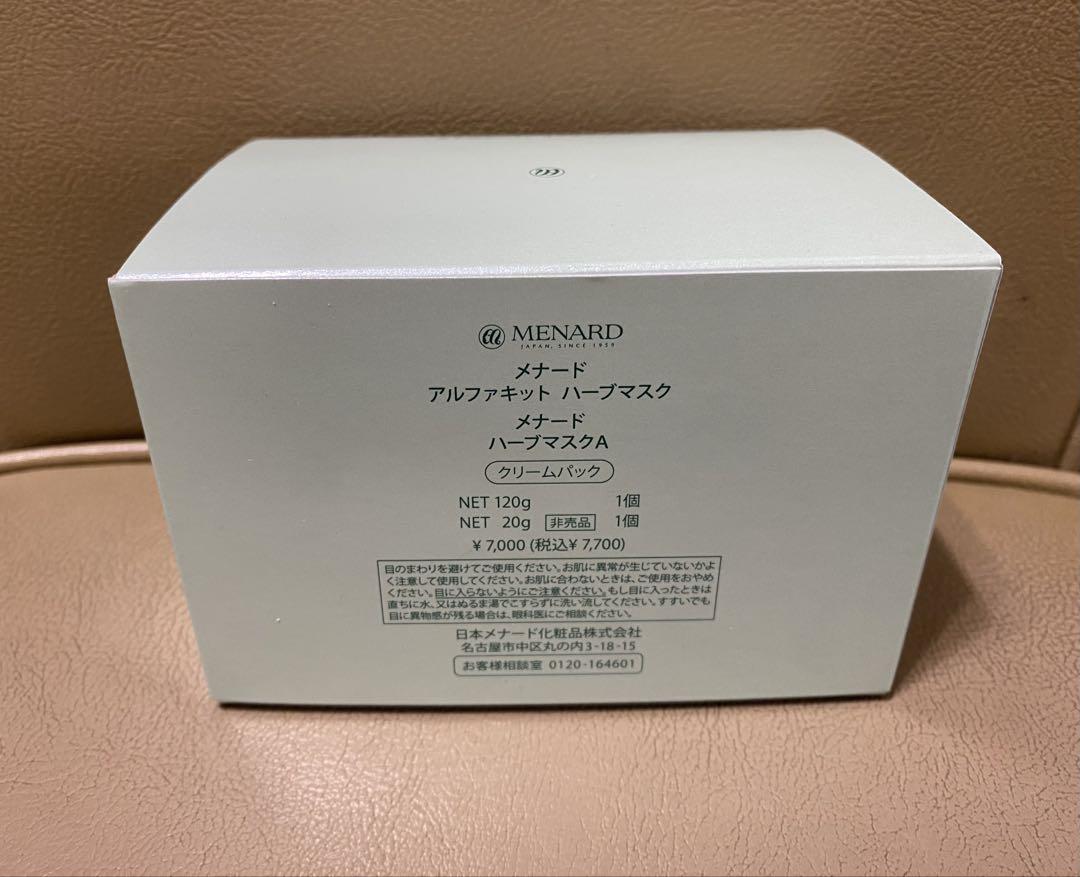 MENARD
JAPAN, SINCE 1959
メナード
アルファキット ハーブマスク
メナード
ハーブマスクA
クリームパック
NET 120g 1個
NET 20g 非売品 1個
¥7,000 (税込¥7,700)
目のまわりを避けてご使用ください。お肌に異常が生じていないかよ
く注意して使用してください。お肌に合わないときは、ご使用をおやめ
ください。目に入らないようにご注意ください。もし目に入ったときは
直ちに水、又はぬるま湯でこすらずに洗い流してください。すすいでも
目に異物感が残る場合は、眼科医にご相談ください。
日本メナード化粧品株式会社
名古屋市中区丸の内3-18-15
お客様相談室 0120-164601